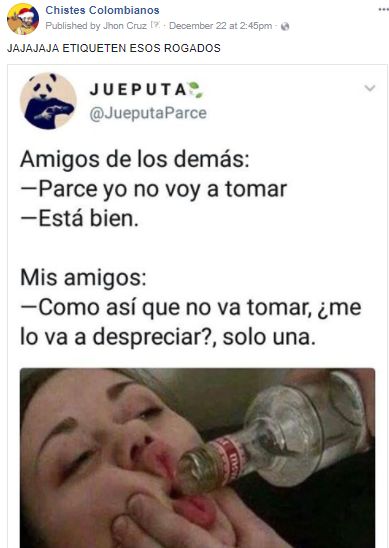 Chistes Colombianos
Published by Jhon Cruz [?] · December 22 at 2:45pm ·
JAJAJAJA ETIQUETEN ESOS ROGADOS
JUEPUTA
@JueputaParce
Amigos de los demás:
—Parce yo no voy a tomar
—Está bien.
Mis amigos:
—Como así que no va tomar, ¿me
lo va a despreciar?, solo una.